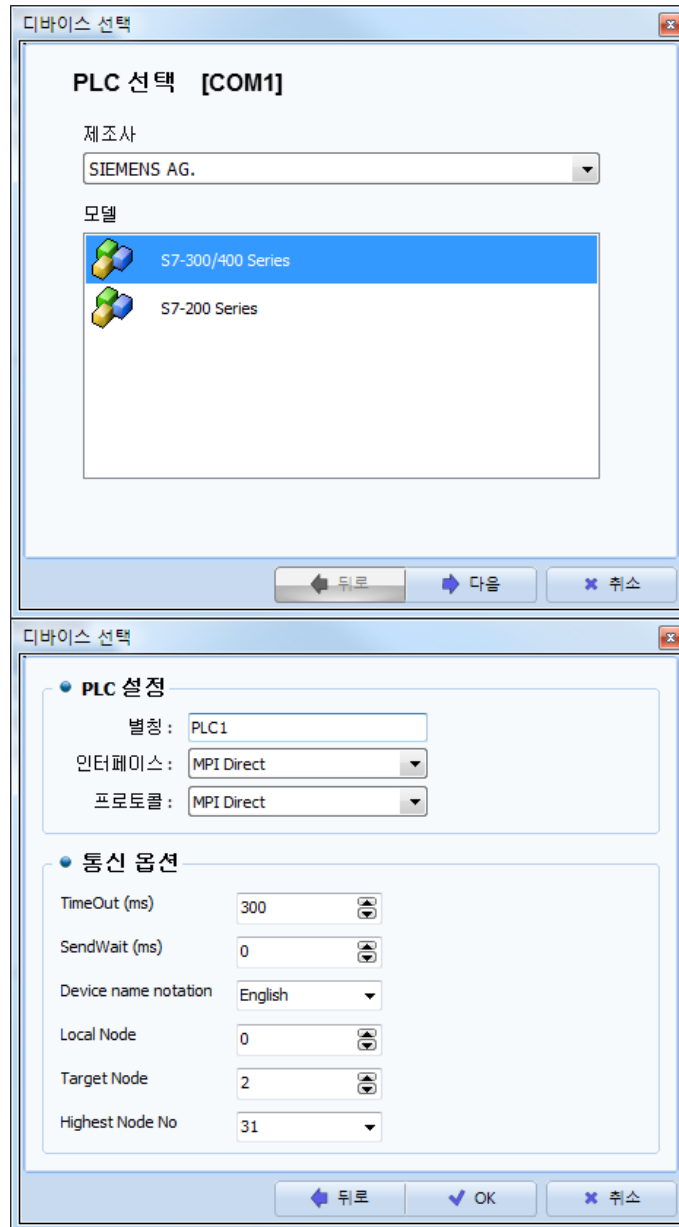 디바이스 선택
PLC 선택 [COM1]
제조사
SIEMENS AG.
모델
S7-300/400 Series
S7-200 Series
뒤로 다음 취소
디바이스 선택
PLC 설정
별칭 : PLC1
인터페이스 : MPI Direct
프로토콜 : MPI Direct
통신 옵션
TimeOut (ms) 300
SendWait (ms) 0
Device name notation English
Local Node 0
Target Node 2
Highest Node No 31
뒤로 OK 취소